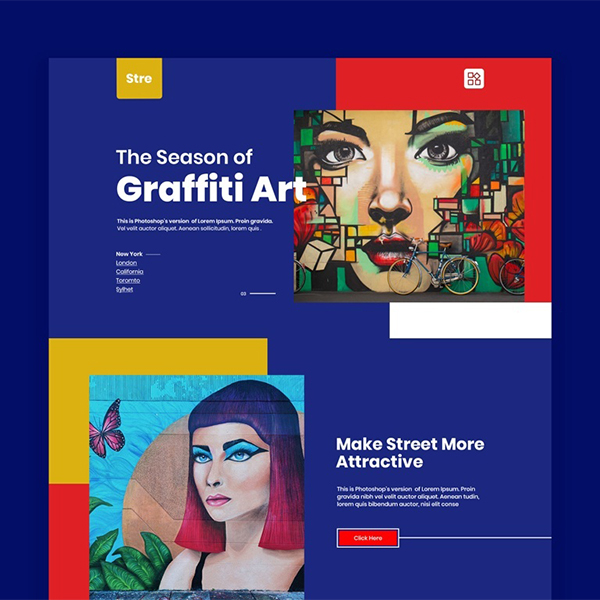 Stre
The Season of
Graffiti Art
This is Photoshop's version of Lorem Ipsum. Proin gravida.
Vel velit auctor aliquet. Aenean sollicitudin, lorem quis .
New York
London
California
Toromto
Sylhet
03
Make Street More
Attractive
This is Photoshop's version of Lorem Ipsum. Proin
gravida nibh vel velit auctor aliquet. Aenean tudin,
lorem quis bibendum auctor, nisi elit conse
Click Here